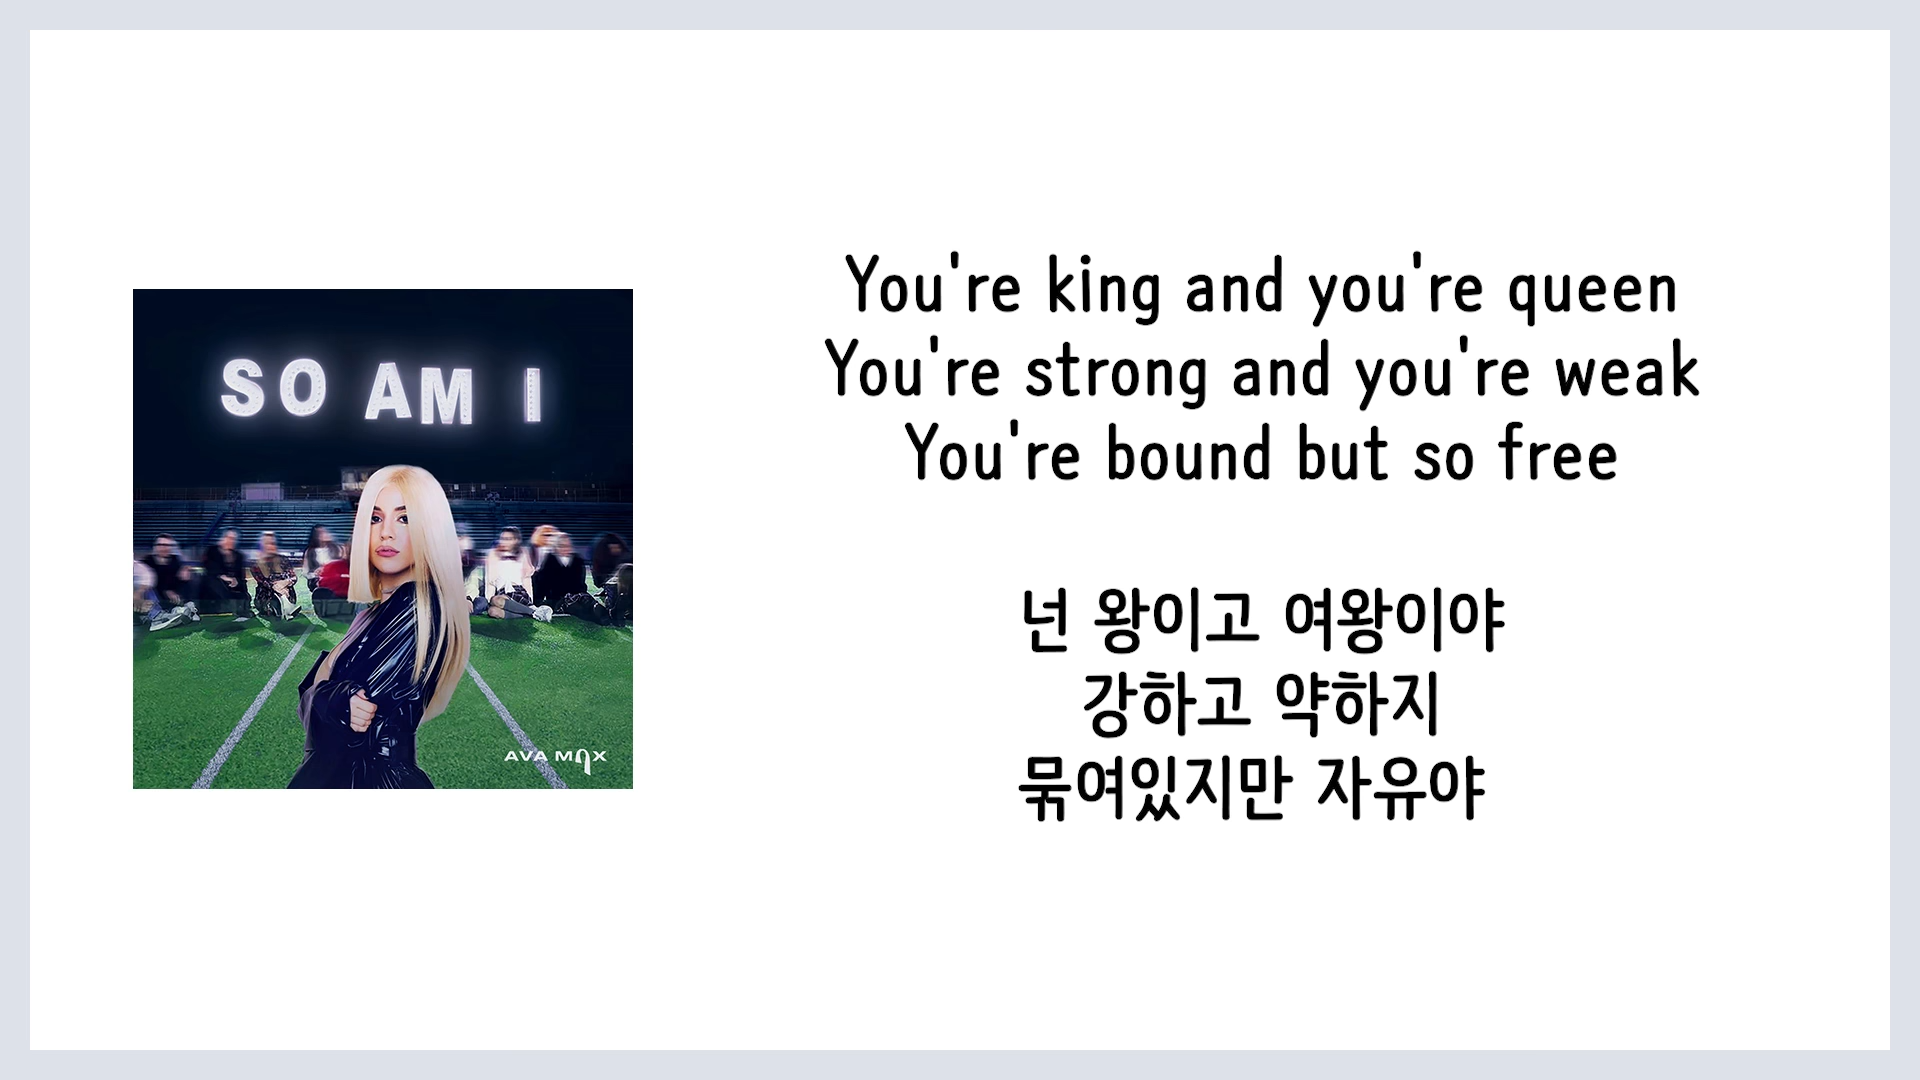 SO AM I
AVA MAX
You're king and you're queen
You're strong and you're weak
You're bound but so free
넌 왕이고 여왕이야
강하고 약하지
묶여있지만 자유야